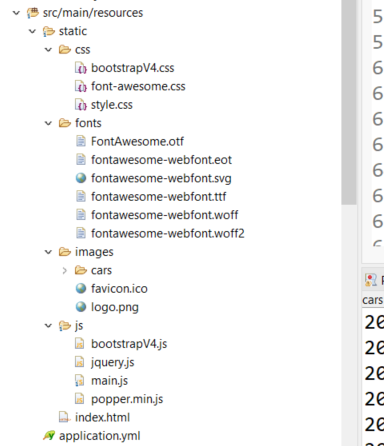 src/main/resources
static
css
bootstrapV4.css
font-awesome.css
style.css
fonts
FontAwesome.otf
fontawesome-webfont.eot
fontawesome-webfont.svg
fontawesome-webfont.ttf
fontawesome-webfont.woff
fontawesome-webfont.woff2
images
cars
favicon.ico
logo.png
js
bootstrapV4.js
jquery.js
main.js
popper.min.js
index.html
application.yml
5
5
6
6
6
6
6
6
6
cars
20
20
20
20
20